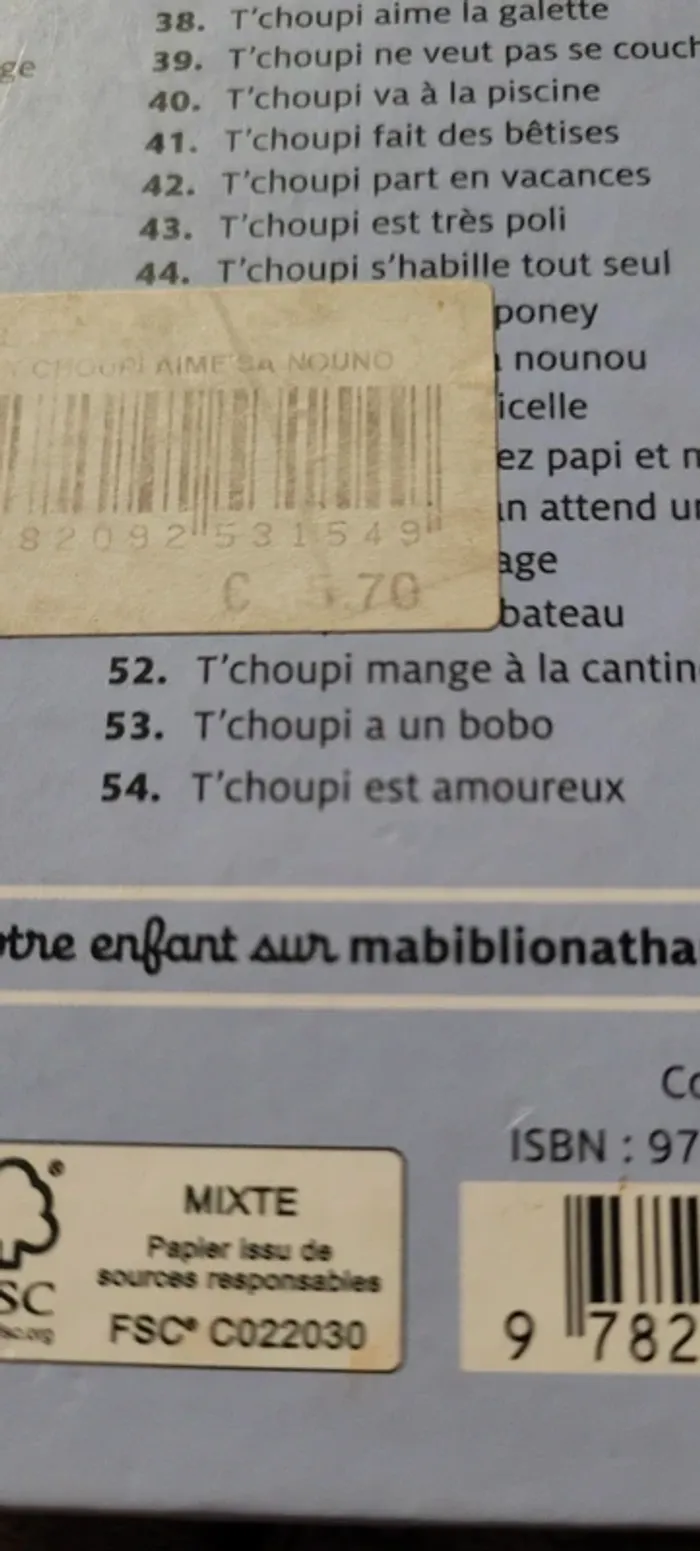 38. T'choupi aime la galette
ge
39. T'choupi ne veut pas se couch
40. T'choupi va à la piscine
41. T'choupi fait des bêtises
42. T'choupi part en vacances
43. T'choupi est très poli
44. T'choupi s'habille tout seul
poney
nounou
icelle
ez papi et m
an attend un
age
bateau
T CHOUPI AIME SA NOUNO
82092 531549
€ 5.70
52. T'choupi mange à la cantin
53. T'choupi a un bobo
54. T'choupi est amoureux
otre enfant sur mabiblionatha
ISBN : 97
MIXTE
Papier issu de
sources responsables
FSC® C022030
SC
9 782